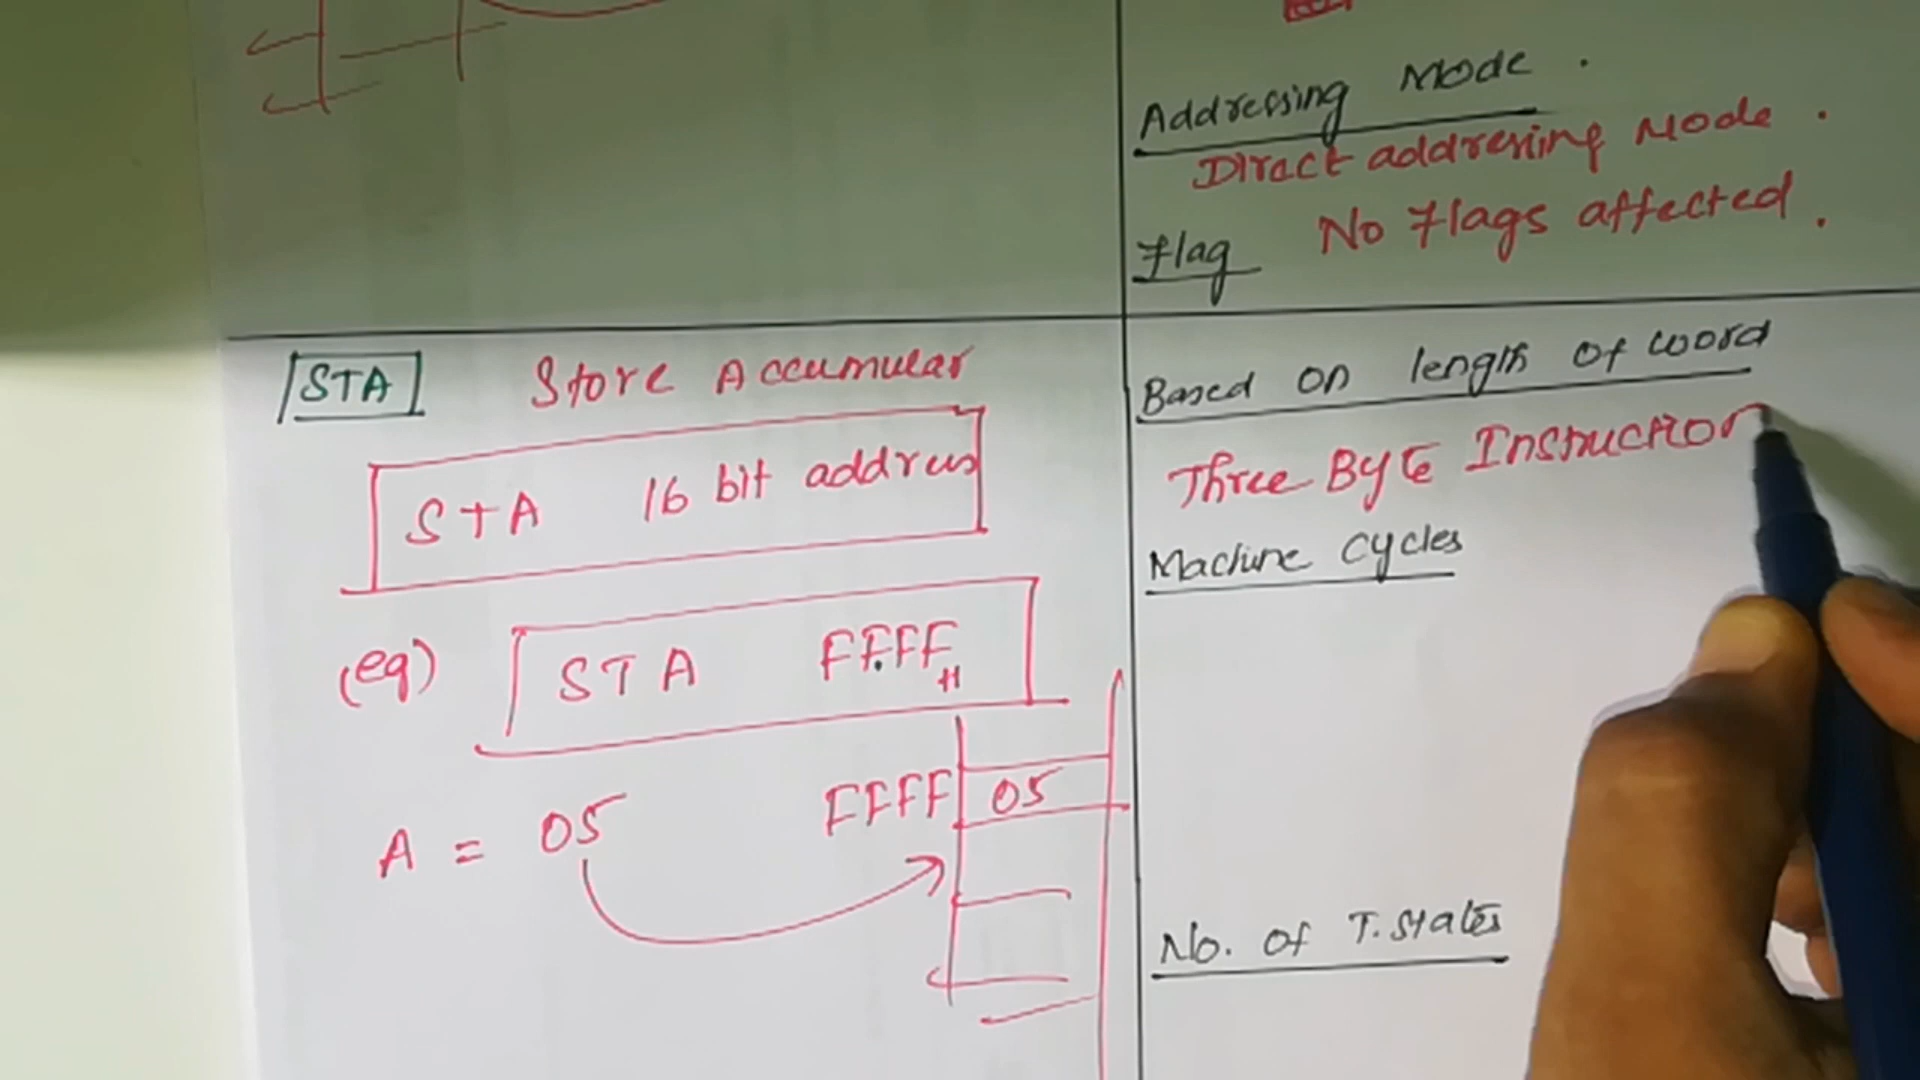 Addressing Mode.
Direct addressing Mode.
Flag No Flags affected.
STA Store Accumular
STA 16 bit address
(eg) STA FFFFH
A = 05
FFFF 05
Based on length of word
Three Byte Instruction
Machine Cycles
No. of T. States